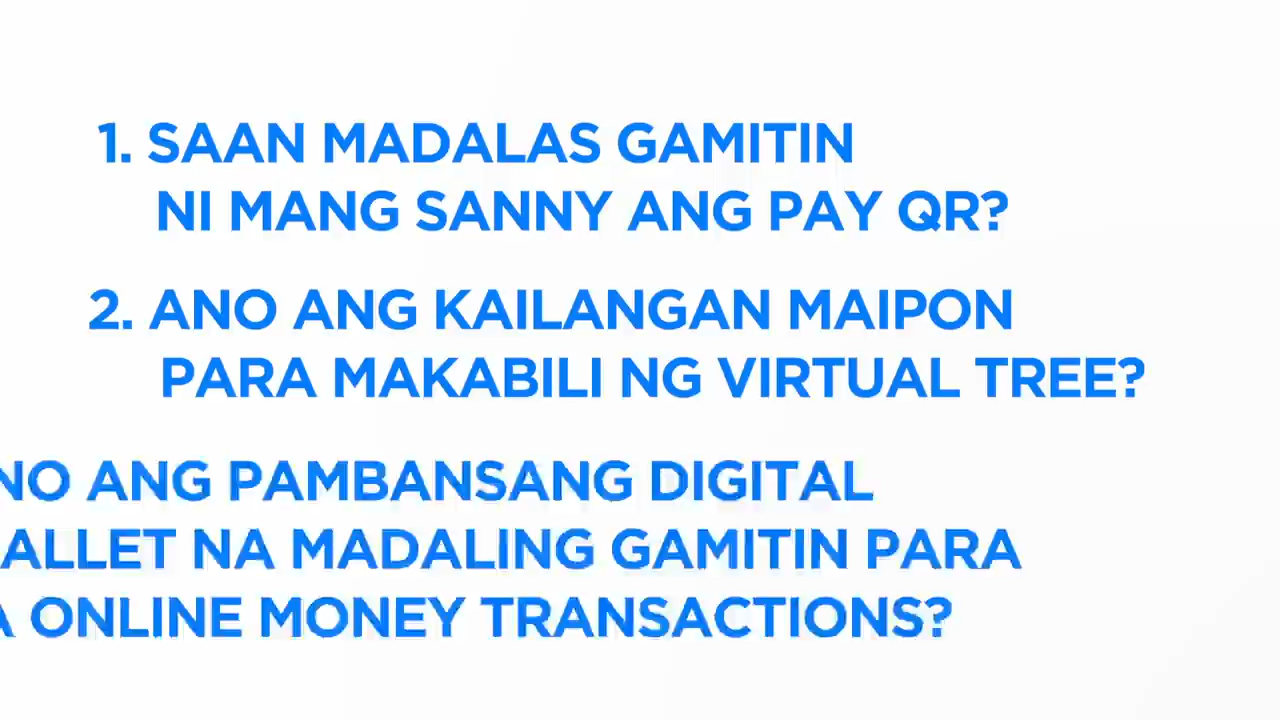 1. SAAN MADALAS GAMITIN
NI MANG SANNY ANG PAY QR?
2. ANO ANG KAILANGAN MAIPON
PARA MAKABILI NG VIRTUAL TREE?
NO ANG PAMBANSANG DIGITAL
ALLET NA MADALING GAMITIN PARA
A ONLINE MONEY TRANSACTIONS?